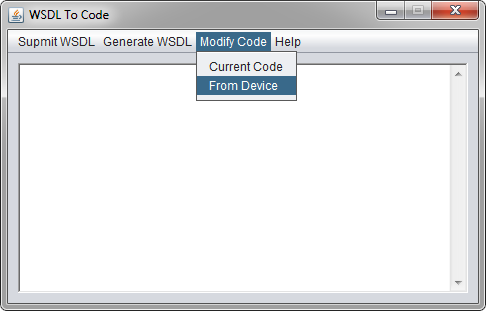 WSDL To Code
Supmit WSDL Generate WSDL Modify Code Help
Current Code
From Device